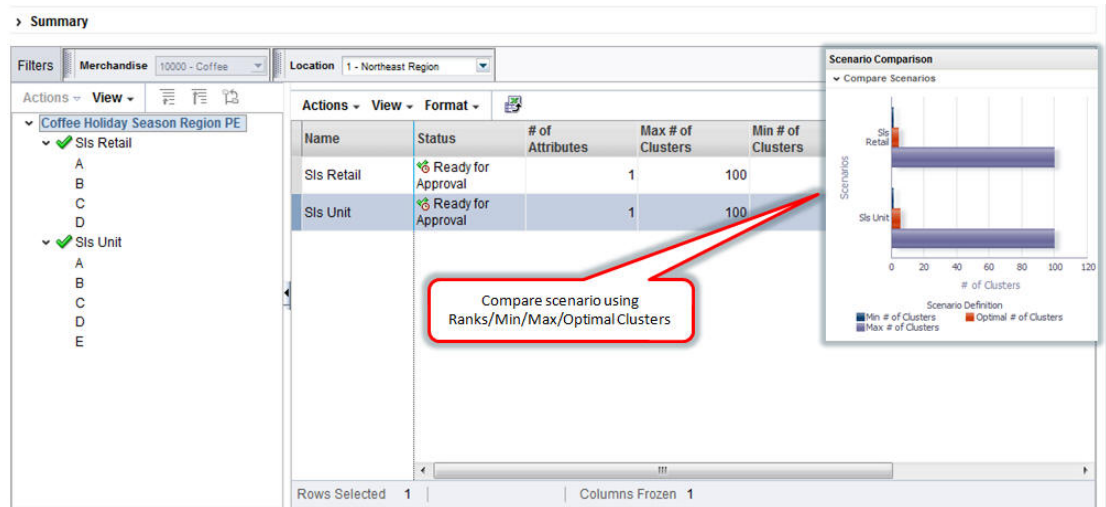 Summary
Filters
Merchandise
10000 - Coffee
Location
1 - Northeast Region
Actions
View
Coffee Holiday Season Region PE
Sls Retail
A
B
C
D
Sls Unit
A
B
C
D
E
Actions
View
Format
Name
Status
# of
Attributes
Max # of
Clusters
Min # of
Clusters
Sls Retail
Ready for
Approval
1
100
Sls Unit
Ready for
Approval
1
100
Compare scenario using
Ranks/Min/Max/Optimal Clusters
Rows Selected 1
Columns Frozen 1
Scenario Comparison
Compare Scenarios
Scenarios
Sls
Retail
Sls Unit
0 20 40 60 80 100 120
# of Clusters
Scenario Definition
Min # of Clusters
Optimal # of Clusters
Max # of Clusters